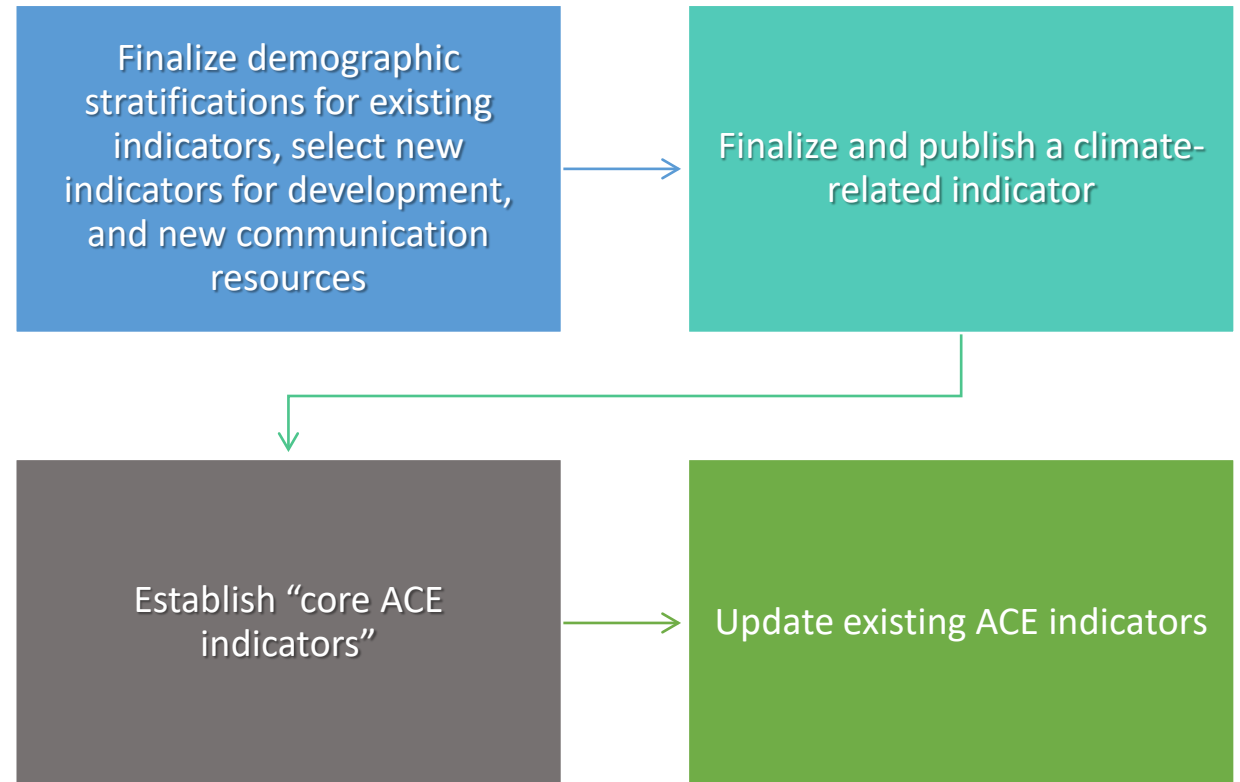 Finalize demographic
stratifications for existing
indicators, select new
indicators for development,
and new communication
resources
Finalize and publish a climate-
related indicator
Establish “core ACE
indicators”
Update existing ACE indicators